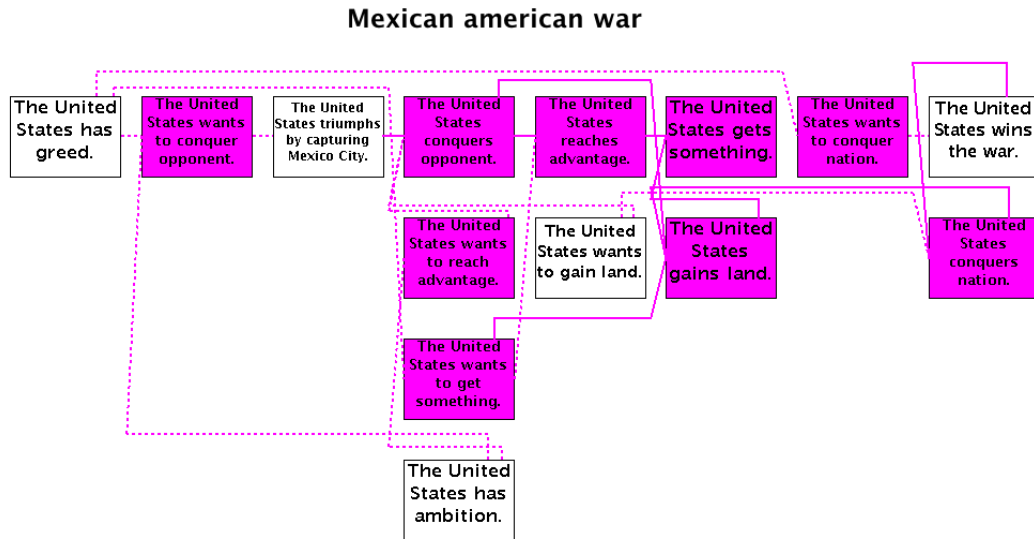 Mexican american war
The United
States has
greed.
The United
States wants
to conquer
opponent.
The United
States triumphs
by capturing
Mexico City.
The United
States
conquers
opponent.
The United
States
reaches
advantage.
The United
States gets
something.
The United
States wants
to conquer
nation.
The United
States wins
the war.
The United
States wants
to reach
advantage.
The United
States wants
to gain land.
The United
States
gains land.
The United
States
conquers
nation.
The United
States wants
to get
something.
The United
States has
ambition.